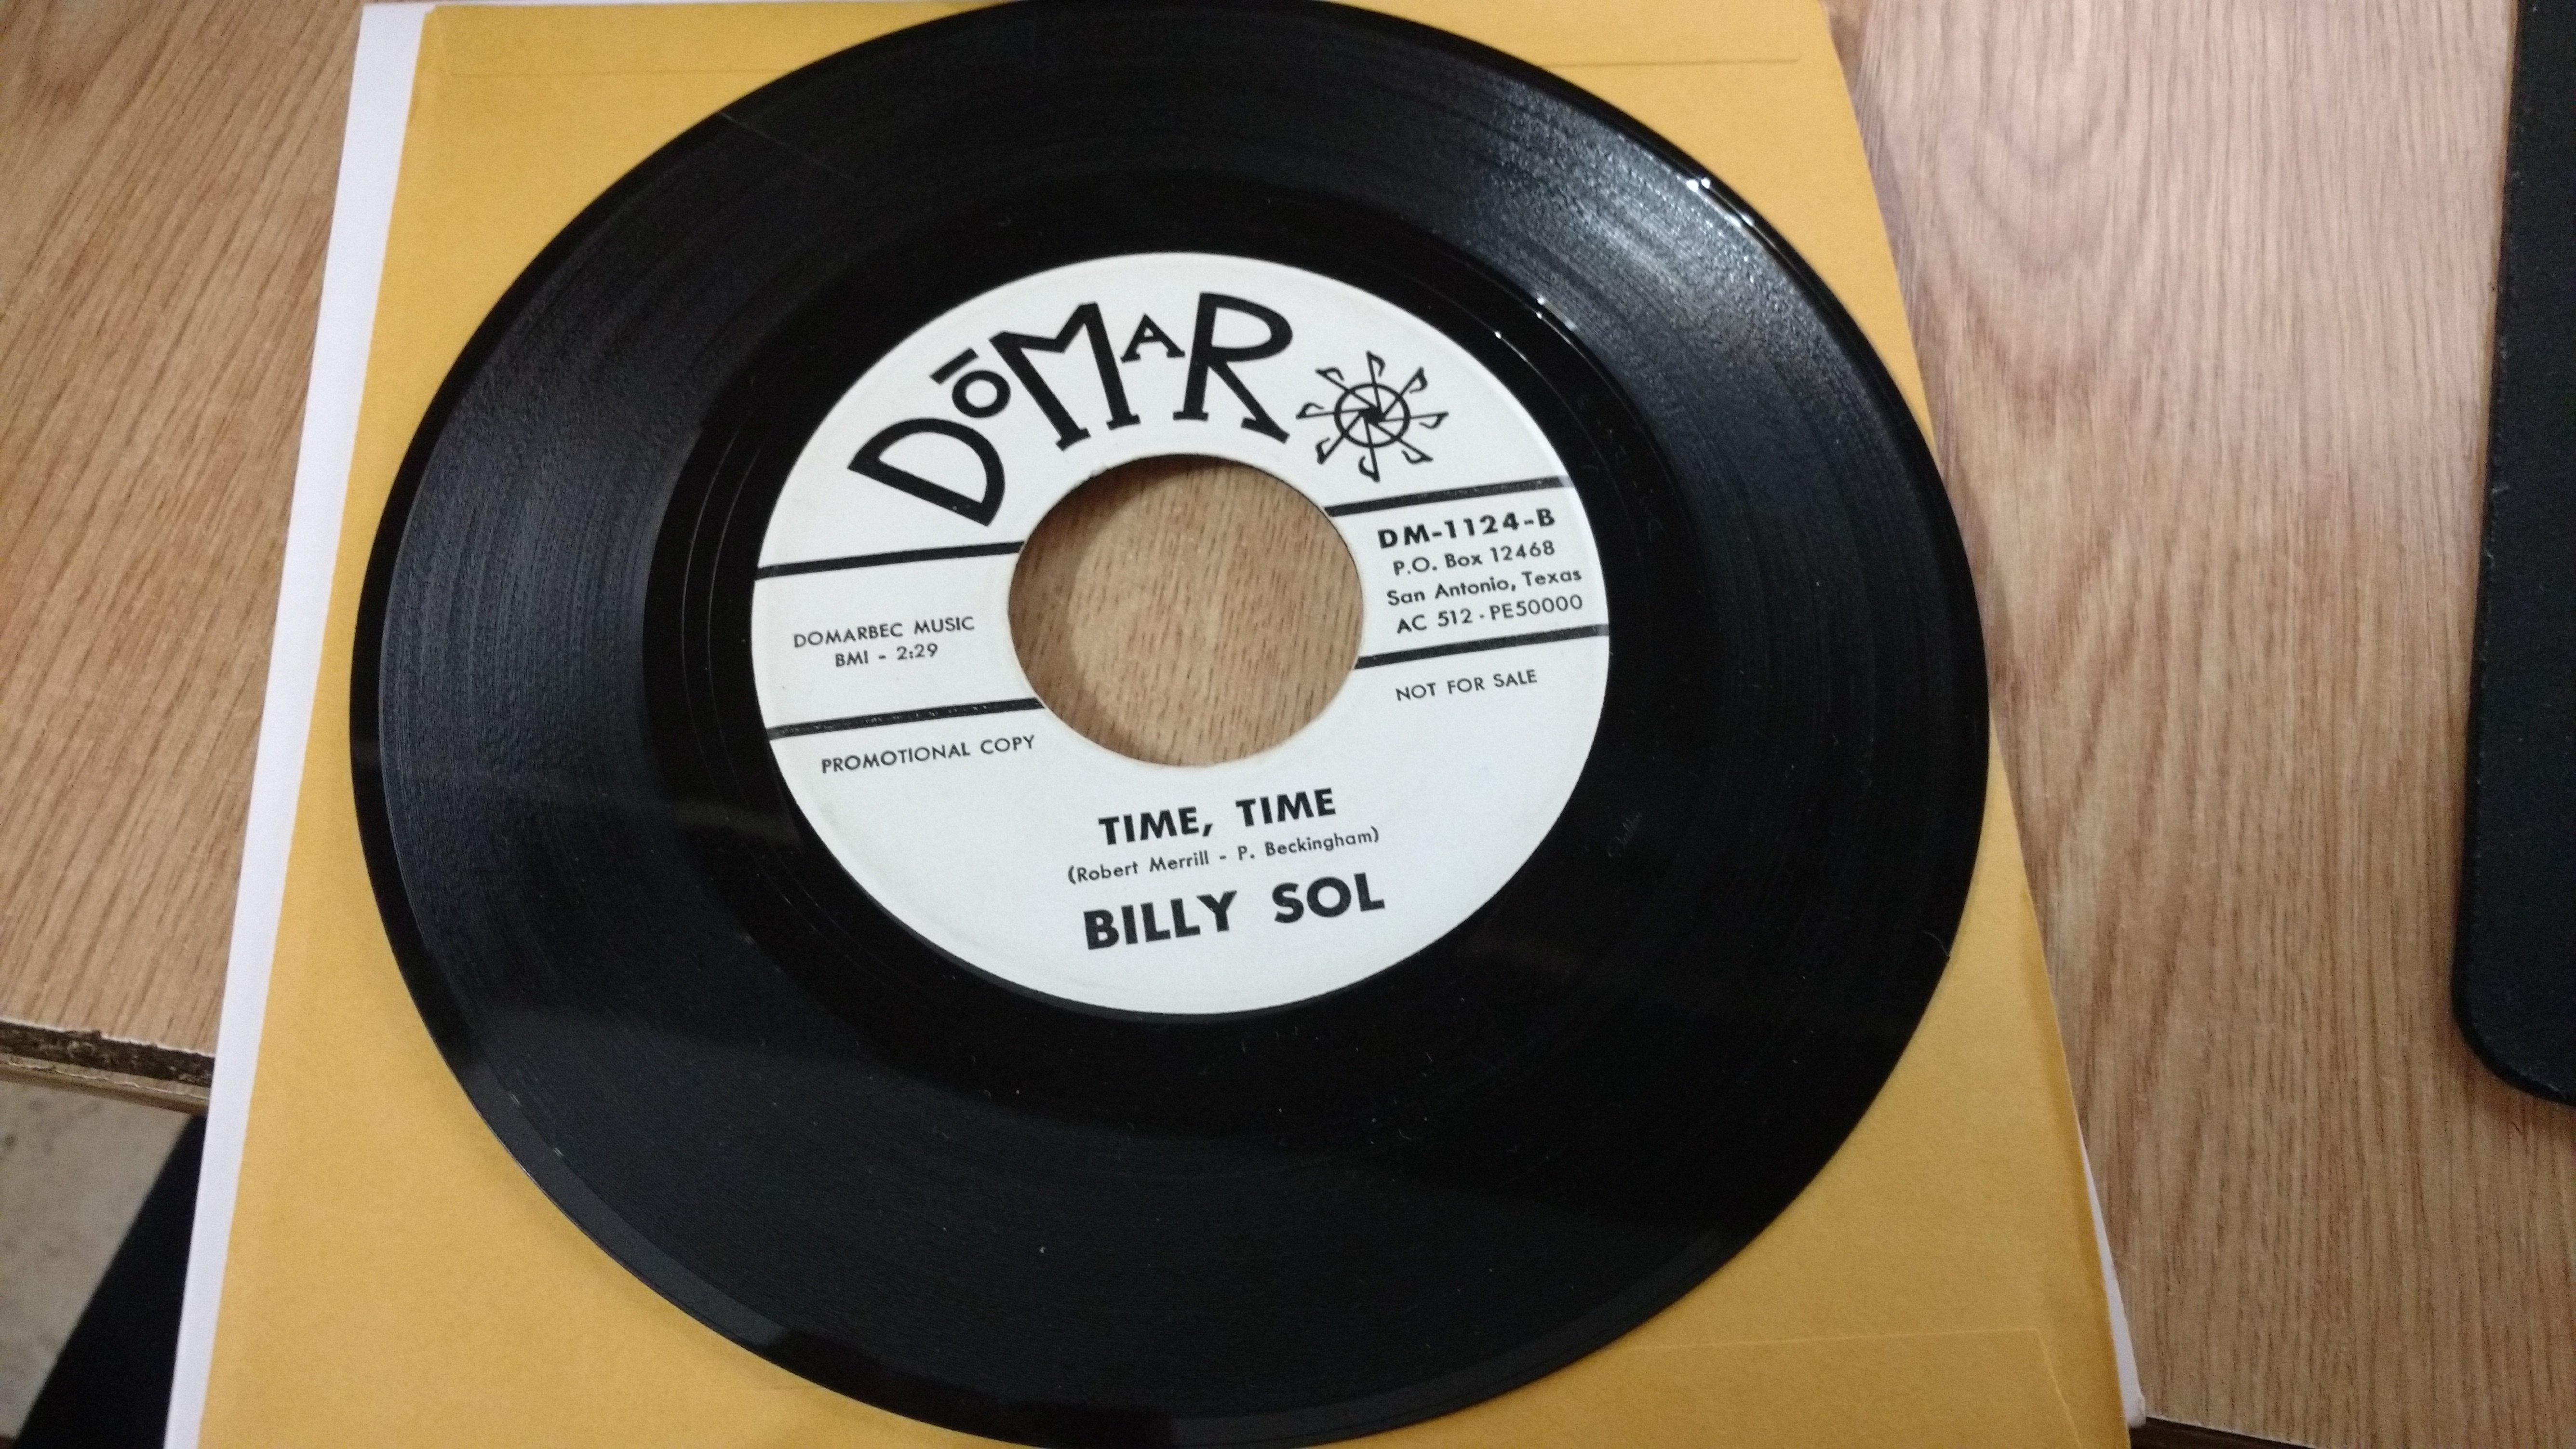 DōMAR
DM-1124-B
P.O. Box 12468
San Antonio, Texas
AC 512 - PE50000
DOMARBEC MUSIC
BMI - 2:29
NOT FOR SALE
PROMOTIONAL COPY
TIME, TIME
(Robert Merrill - P. Beckingham)
BILLY SOL